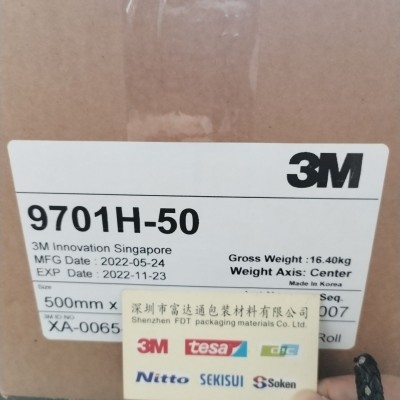 3M
9701H-50
3M Innovation Singapore
MFG Date : 2022-05-24
EXP Date : 2022-11-23
Gross Weight :16.40kg
Weight Axis: Center
Made in Korea
Size
500mm x
Seq.
007
3M ID NO
XA-0065
Roll
深圳市富达通包装材料有限公司
Shenzhen FDT packaging materials Co. Ltd.
3M tesa
Nitto SEKISUI Soken